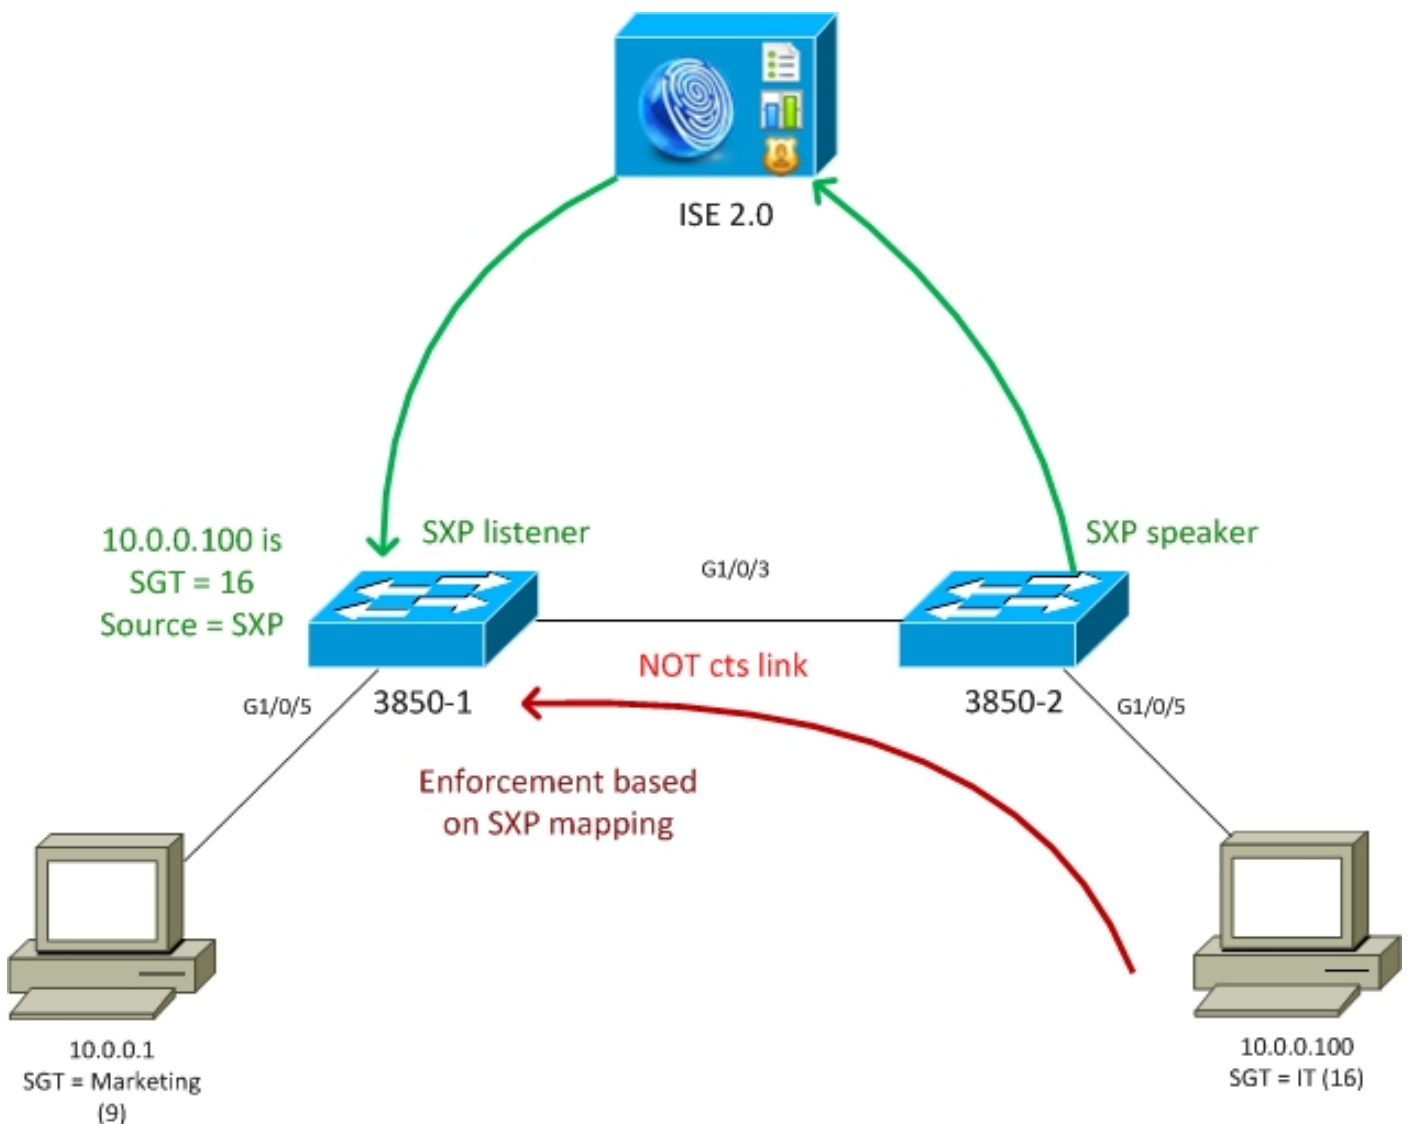 ISE 2.0
10.0.0.100 is
SGT = 16
Source = SXP
SXP listener
SXP speaker
G1/0/3
NOT cts link
G1/0/5
3850-1
3850-2
G1/0/5
Enforcement based
on SXP mapping
10.0.0.1
SGT = Marketing
(9)
10.0.0.100
SGT = IT (16)